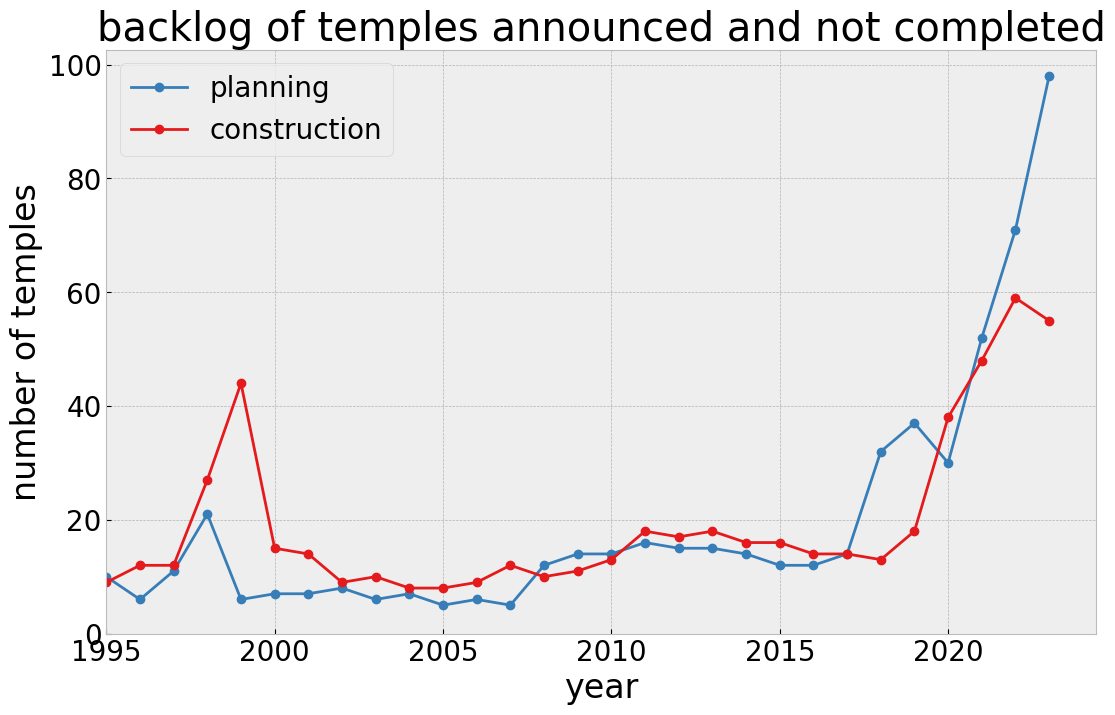 backlog of temples announced and not completed
planning
construction
number of temples
100
80
60
40
20
0
1995 2000 2005 2010 2015 2020
year